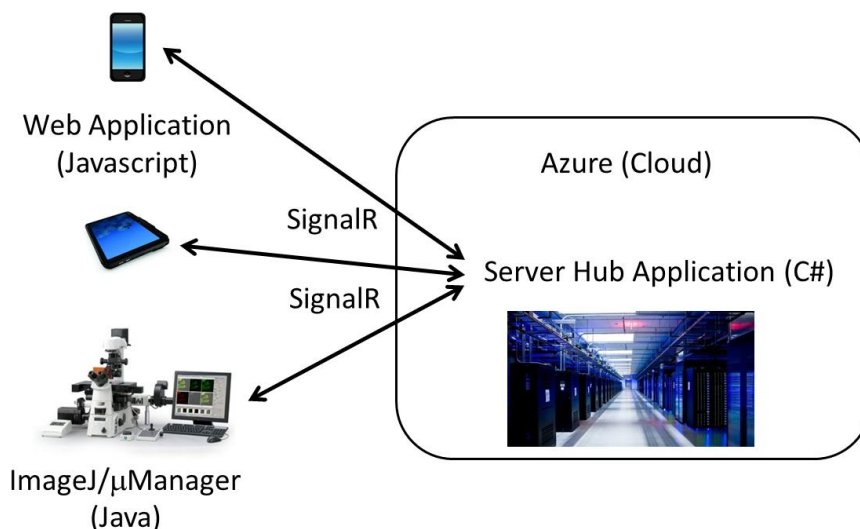 Web Application
(Javascript)
Azure (Cloud)
SignalR
Server Hub Application (C#)
SignalR
ImageJ/μManager
(Java)